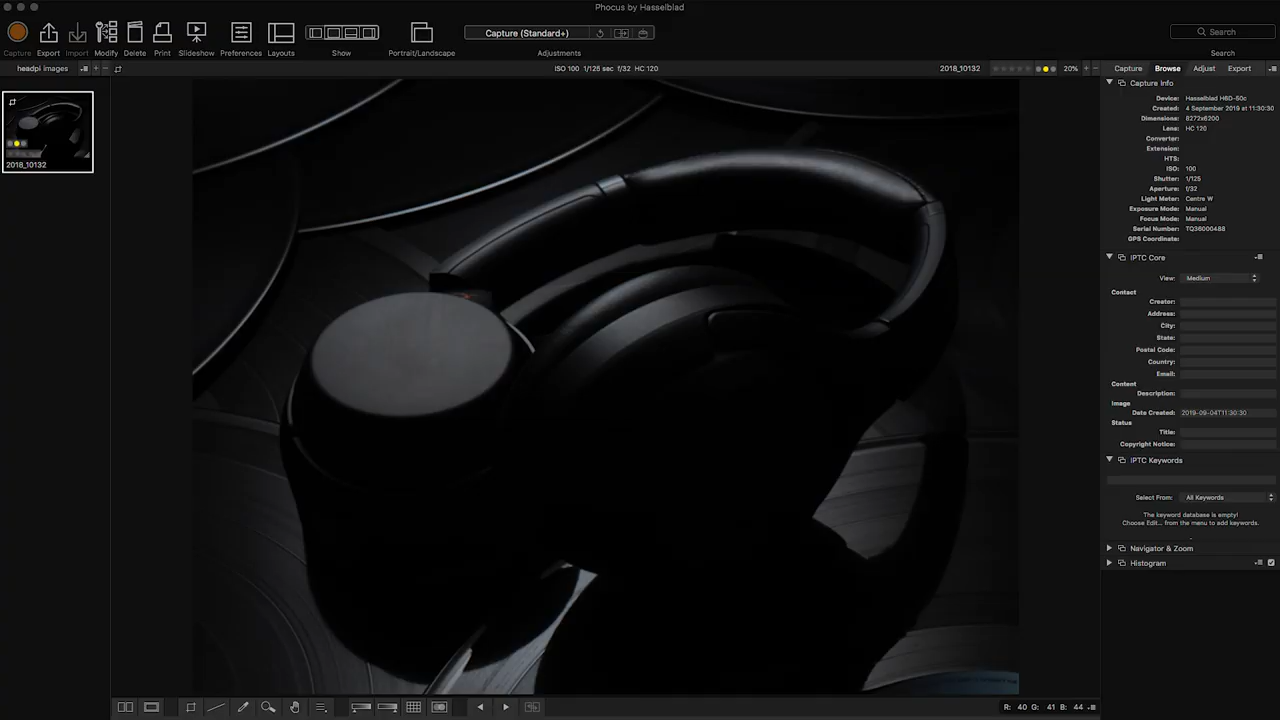 Phocus by Hasselblad
Capture
Export
Import
Modify
Delete
Print
Slideshow
Preferences
Layouts
Show
Portrait/Landscape
Capture (Standard+)
Adjustments
Search
Search
headpi images
ISO 100 1/125 sec f/32 HC 120
2018_10132
20%
Capture
Browse
Adjust
Export
2018_10132
Capture Info
Device: Hasselblad H6D-50c
Created: 4 September 2019 at 11:30:30
Dimensions: 8272x6200
Lens: HC 120
Converter:
Extension:
HTS:
ISO: 100
Shutter: 1/125
Aperture: f/32
Light Meter: Centre W
Exposure Mode: Manual
Focus Mode: Manual
Serial Number: TQ36000488
GPS Coordinate:
IPTC Core
View: Medium
Contact
Creator:
Address:
City:
State:
Postal Code:
Country:
Email:
Content
Description:
Image
Date Created: 2019-09-04T11:30:30
Status
Title:
Copyright Notice:
IPTC Keywords
Select From: All Keywords
The keyword database is empty!
Choose Edit... from the menu to add keywords.
Navigator & Zoom
Histogram
R: 40 G: 41 B: 44